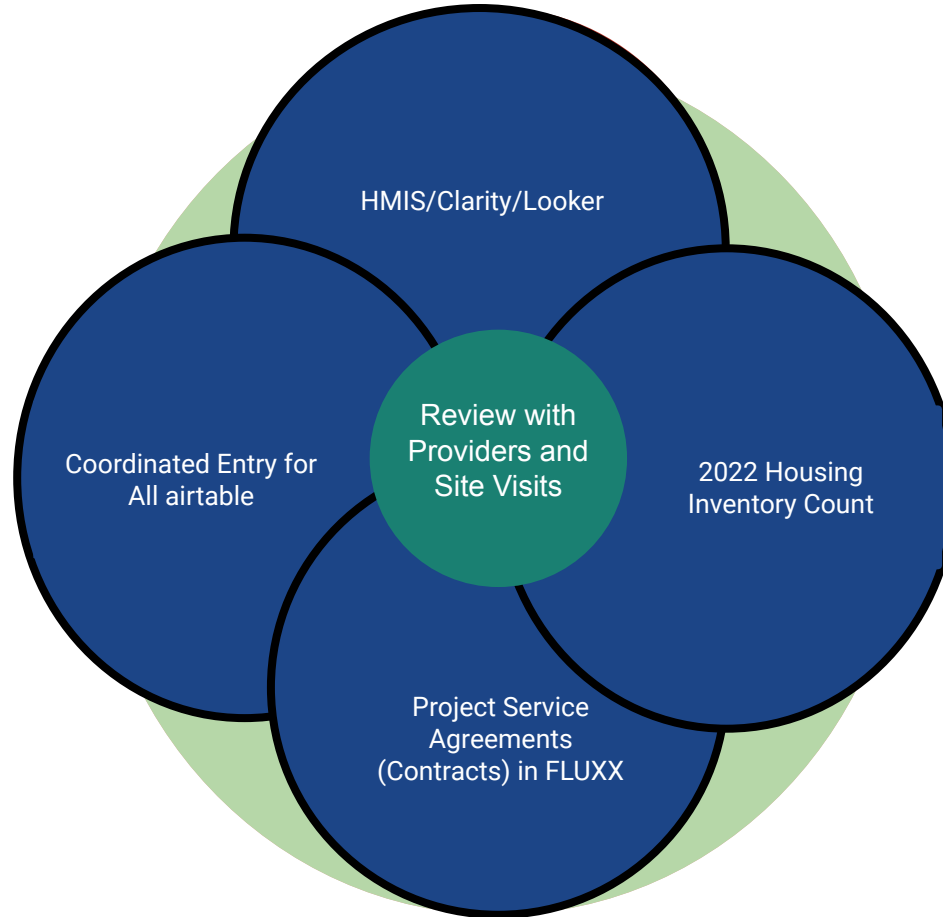 HMIS/Clarity/Looker
Review with
Providers and
Site Visits
Coordinated Entry for
All airtable
2022 Housing
Inventory Count
Project Service
Agreements
(Contracts) in FLUXX